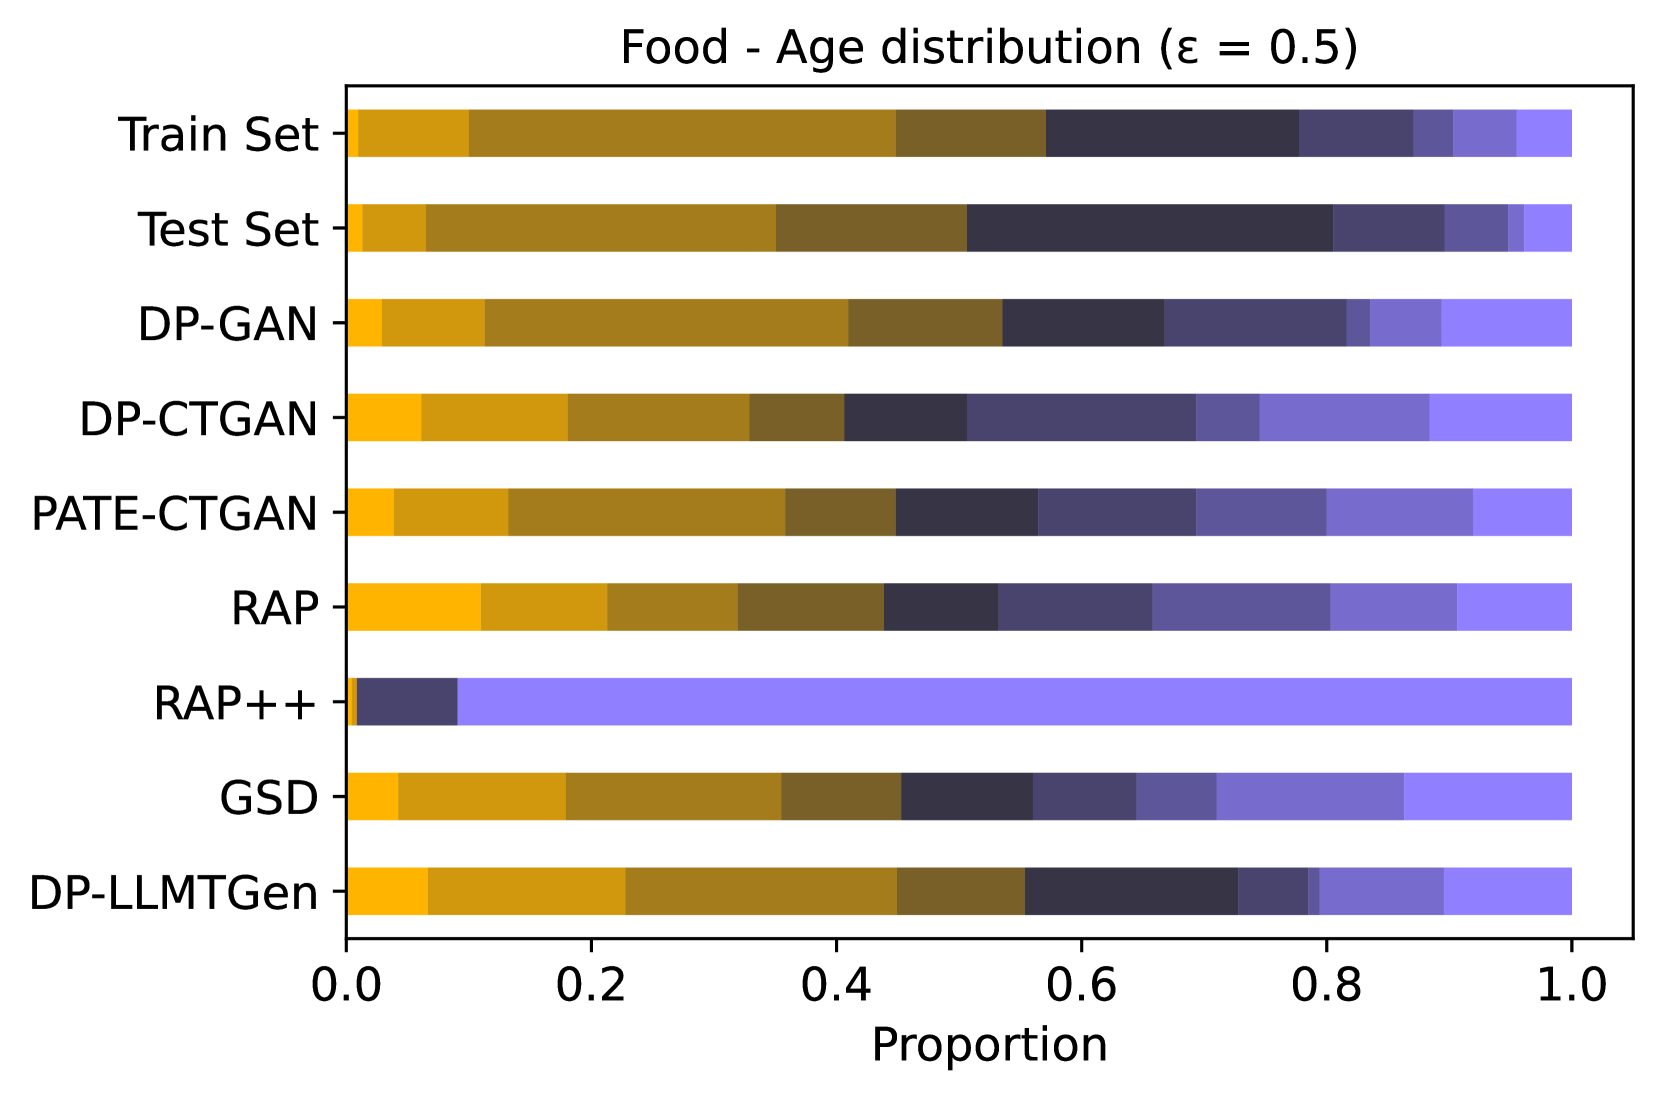 Food - Age distribution (ε = 0.5)
Train Set
Test Set
DP-GAN
DP-CTGAN
PATE-CTGAN
RAP
RAP++
GSD
DP-LLMTGen
0.0 0.2 0.4 0.6 0.8 1.0
Proportion